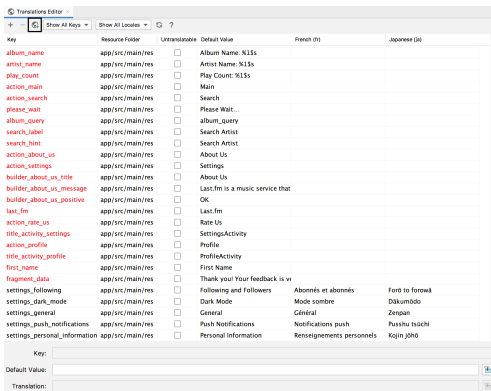 Translations Editor
Show All Keys Show All Locales ?
Key Resource Folder Untranslatable Default Value French (fr) Japanese (ja)
album_name app/src/main/res Album Name: %1$s
artist_name app/src/main/res Artist Name: %1$s
play_count app/src/main/res Play Count: %1$s
action_main app/src/main/res Main
action_search app/src/main/res Search
please_wait app/src/main/res Please Wait...
album_query app/src/main/res album_query
search_label app/src/main/res Search Artist
search_hint app/src/main/res Search Artist
action_about_us app/src/main/res About Us
action_settings app/src/main/res Settings
builder_about_us_title app/src/main/res About Us
builder_about_us_message app/src/main/res Last.fm is a music service that
builder_about_us_positive app/src/main/res OK
last_fm app/src/main/res Last.fm
action_rate_us app/src/main/res Rate Us
title_activity_settings app/src/main/res SettingsActivity
action_profile app/src/main/res Profile
title_activity_profile app/src/main/res ProfileActivity
first_name app/src/main/res First Name
fragment_data app/src/main/res Thank you! Your feedback is v
settings_following app/src/main/res Following and Followers Abonnés et abonnés Forō to forowā
settings_dark_mode app/src/main/res Dark Mode Mode sombre Dākumōdo
settings_general app/src/main/res General Général Zenpan
settings_push_notifications app/src/main/res Push Notifications Notifications push Pusshu tsūchi
settings_personal_information app/src/main/res Personal Information Renseignements personnels Kojin jōhō
Key:
Default Value:
Translation: